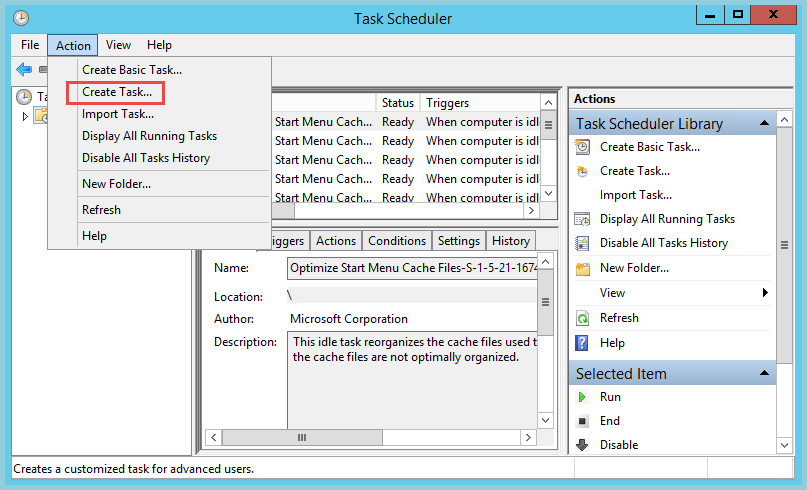 Task Scheduler
File Action View Help
Create Basic Task...
Create Task...
Import Task...
Display All Running Tasks
Disable All Tasks History
New Folder...
Refresh
Help
Status Triggers
Start Menu Cach... Ready When computer is idl
Start Menu Cach... Ready When computer is idl
Start Menu Cach... Ready When computer is idl
Start Menu Cach... Ready When computer is idl
Start Menu Cach... Ready When computer is idl
iggers Actions Conditions Settings History
Name: Optimize Start Menu Cache Files-S-1-5-21-1674
Location: \
Author: Microsoft Corporation
Description: This idle task reorganizes the cache files used t
the cache files are not optimally organized.
Actions
Task Scheduler Library
Create Basic Task...
Create Task...
Import Task...
Display All Running Tasks
Disable All Tasks History
New Folder...
View
Refresh
Help
Selected Item
Run
End
Disable
Creates a customized task for advanced users.